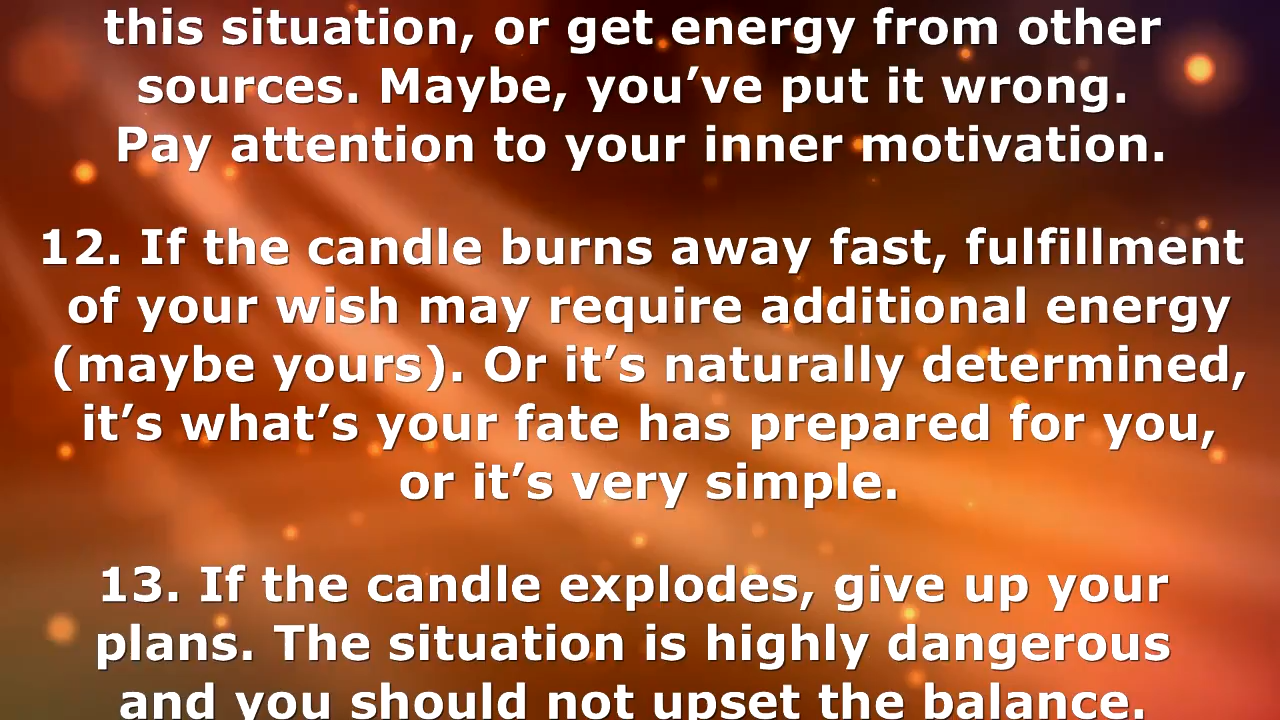 this situation, or get energy from other
sources. Maybe, you’ve put it wrong.
Pay attention to your inner motivation.
12. If the candle burns away fast, fulfillment
of your wish may require additional energy
(maybe yours). Or it’s naturally determined,
it’s what’s your fate has prepared for you,
or it’s very simple.
13. If the candle explodes, give up your
plans. The situation is highly dangerous
and you should not upset the balance.